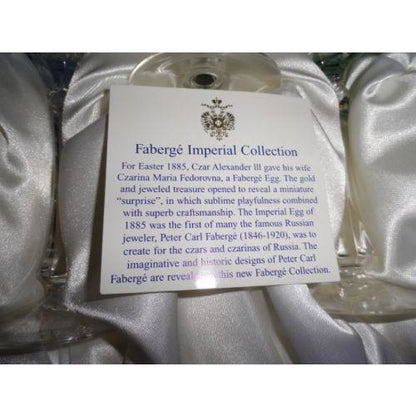 Fabergé Imperial Collection
For Easter 1885, Czar Alexander lll gave his wife
Czarina Maria Fedorovna, a Fabergé Egg. The gold
and jeweled treasure opened to reveal a miniature
“surprise”, in which sublime playfulness combined
with superb craftsmanship. The Imperial Egg of
1885 was the first of many the famous Russian
jeweler, Peter Carl Fabergé (1846-1920), was to
create for the czars and czarinas of Russia. The
imaginative and historic designs of Peter Carl
Fabergé are revealed in this new Fabergé Collection.